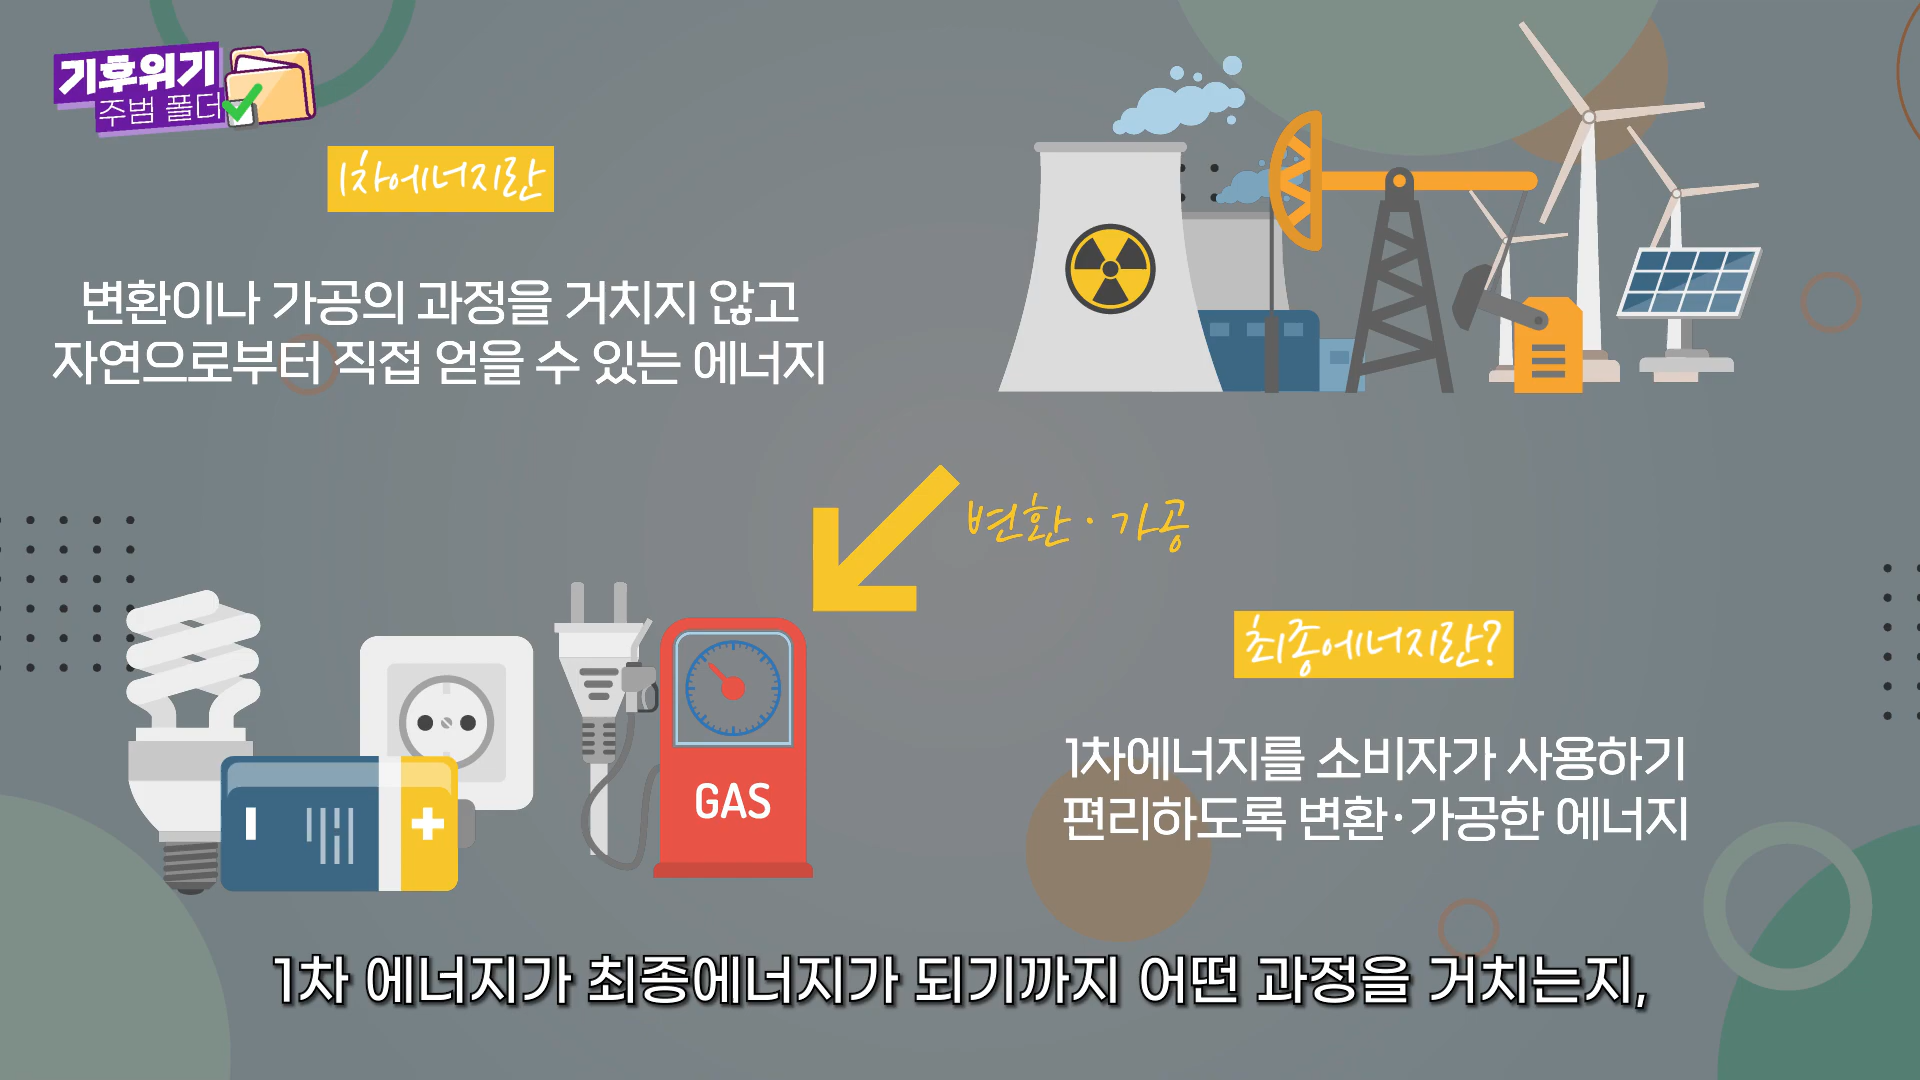 기후위기
주범 폴더
1차에너지란
변환이나 가공의 과정을 거치지 않고
자연으로부터 직접 얻을 수 있는 에너지
변환·가공
GAS
최종에너지란?
1차에너지를 소비자가 사용하기
편리하도록 변환·가공한 에너지
1차 에너지가 최종에너지가 되기까지 어떤 과정을 거치는지,